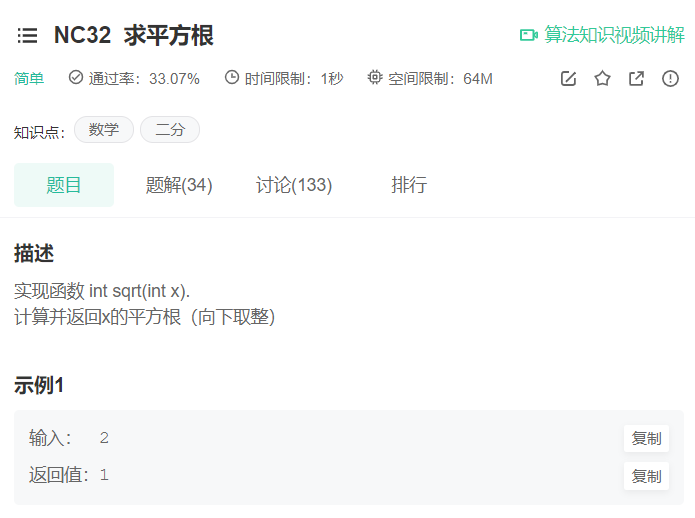 NC32 求平方根 算法知识视频讲解
简单 通过率：33.07% 时间限制：1秒 空间限制：64M
知识点： 数学 二分
题目 题解(34) 讨论(133) 排行
描述
实现函数 int sqrt(int x).
计算并返回x的平方根（向下取整）
示例1
输入： 2 复制
返回值：1 复制